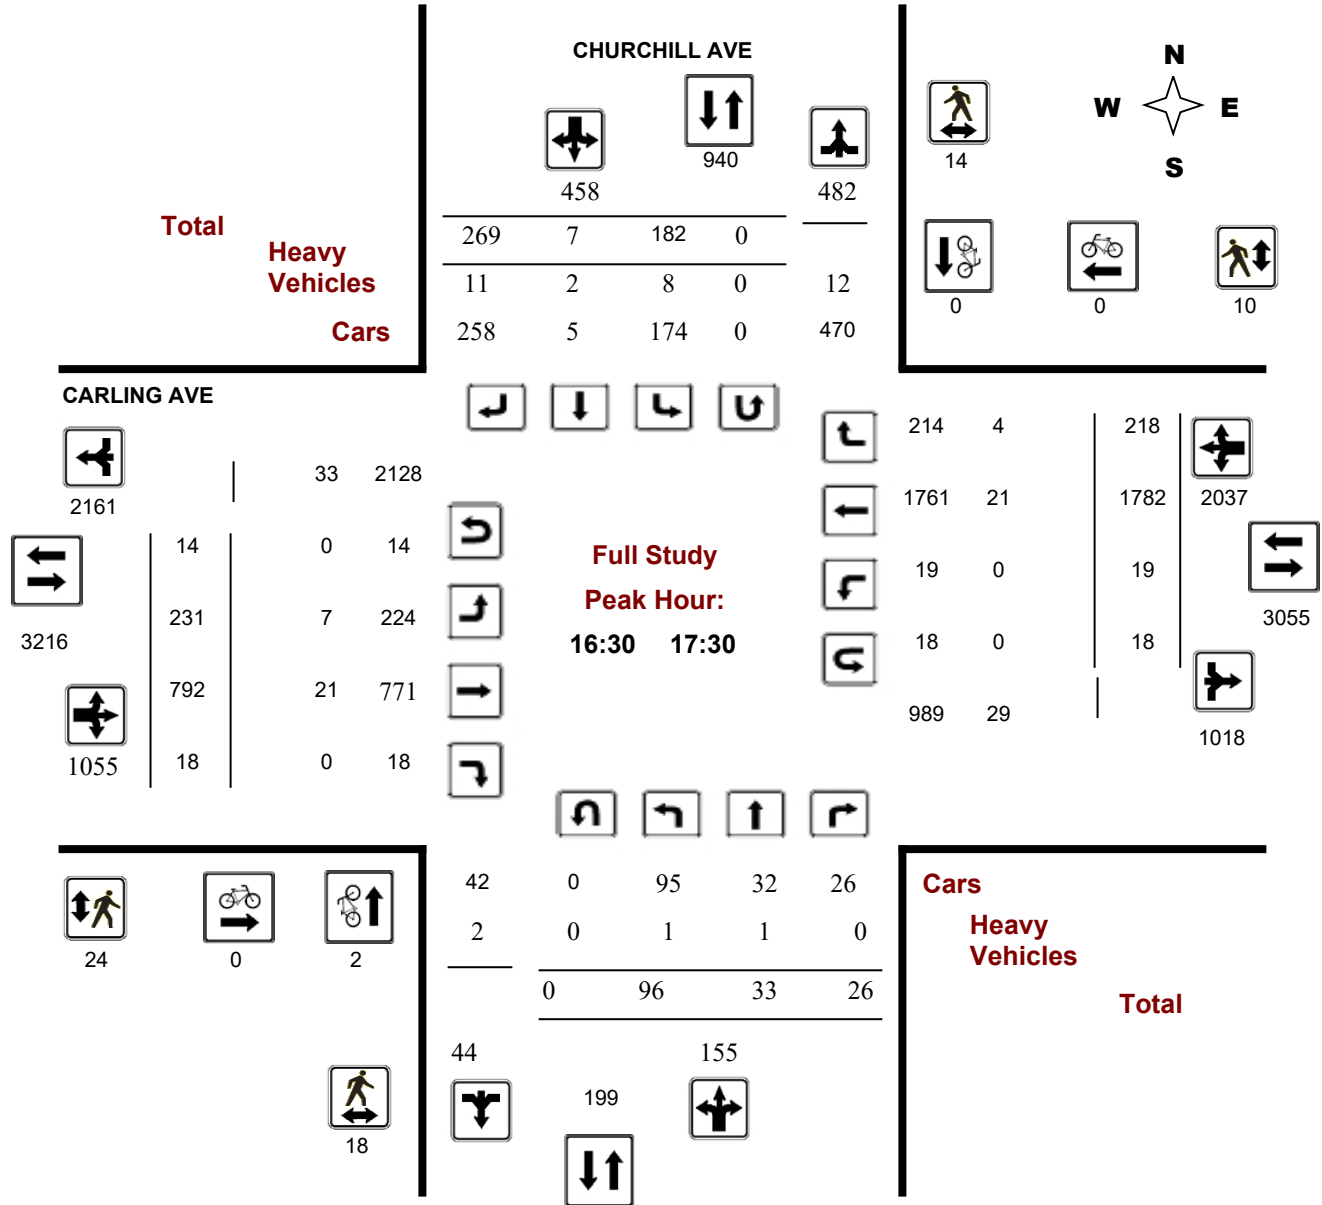 CHURCHILL AVE
N
W E
S
940
14
458 482
Total
269 7 182 0
Heavy
Vehicles
11 2 8 0 12
0 0 10
Cars
258 5 174 0 470
CARLING AVE
214 4 218
33 2128
2161
1761 21 1782 2037
14 0 14
Full Study
19 0 19
Peak Hour:
231 7 224
3055
3216
16:30 17:30
18 0 18
792 21 771
989 29
1018
1055 18 0 18
42 0 95 32 26
Cars
2 0 1 1 0
Heavy
Vehicles
24 0 2
0 96 33 26
Total
44 155
199
18